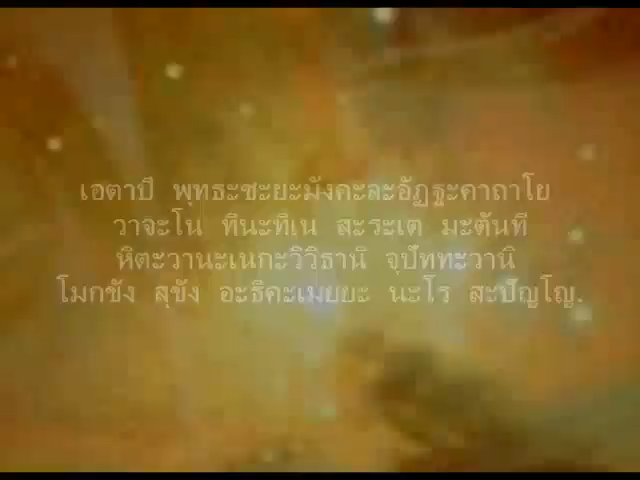 เอตาปี พุทธะชะยะมังคะละอัฏฐะคาถาโย
วาจะโน ทินะทิเน สะระเต มะตันที
หิตะวานะเนกะวิวิธานิ จุปัททะวานิ
โมกขัง สุขัง อะธิคะเมยยะ นะโร สะปัญโญ.